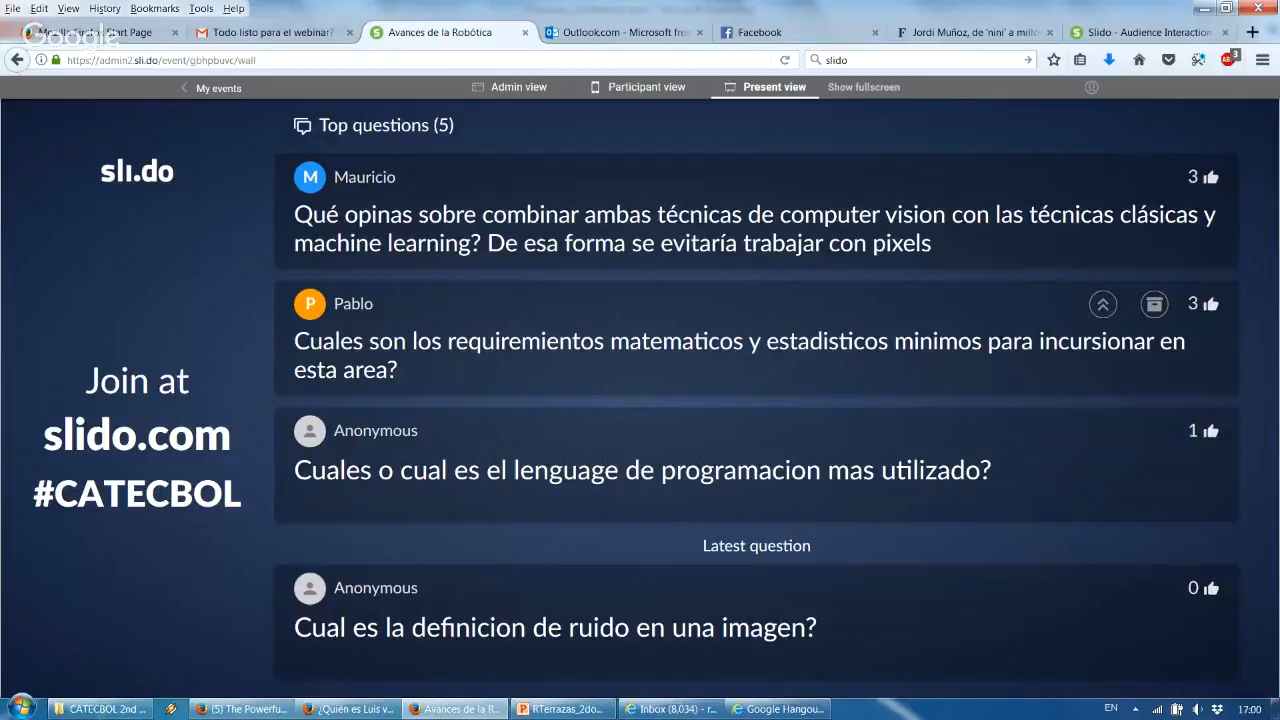 File Edit View History Bookmarks Tools Help
Google
Start Page
Todo listo para el webinar?
Avances de la Robótica
Outlook.com - Microsoft free
Facebook
Jordi Muñoz, de 'nini' a millo
Slido - Audience Interaction
https://admin2.sli.do/event/gbhpbuvc/wall
slido
3
My events
Admin view
Participant view
Present view
Show fullscreen
Top questions (5)
sli.do
M Mauricio
3
Qué opinas sobre combinar ambas técnicas de computer vision con las técnicas clásicas y
machine learning? De esa forma se evitaría trabajar con pixels
P Pablo
3
Cuales son los requiremientos matematicos y estadisticos minimos para incursionar en
esta area?
Join at
slido.com
#CATECBOL
Anonymous
1
Cuales o cual es el lenguage de programacion mas utilizado?
Latest question
Anonymous
0
Cual es la definicion de ruido en una imagen?
CATECBOL 2nd ...
(5) The Powerfu...
¿Quién es Luis v...
Avances de la R...
RTerrazas_2do...
Inbox (8,034) - r...
Google Hangou...
EN
17:00